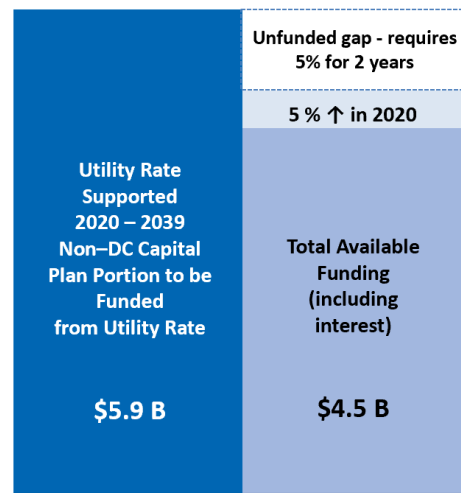 Utility Rate
Supported
2020 – 2039
Non–DC Capital
Plan Portion to be
Funded
from Utility Rate
$5.9 B
Unfunded gap - requires
5% for 2 years
5 % ↑ in 2020
Total Available
Funding
(including
interest)
$4.5 B